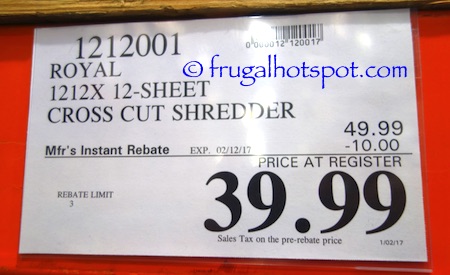 1212001
0 000012 120017
ROYAL
© frugalhotspot.com
1212X 12-SHEET
CROSS CUT SHREDDER
49.99
Mfr's Instant Rebate EXP. 02/12/17 -10.00
PRICE AT REGISTER
REBATE LIMIT
3
39.99
Sales Tax on the pre-rebate price
1/02/17